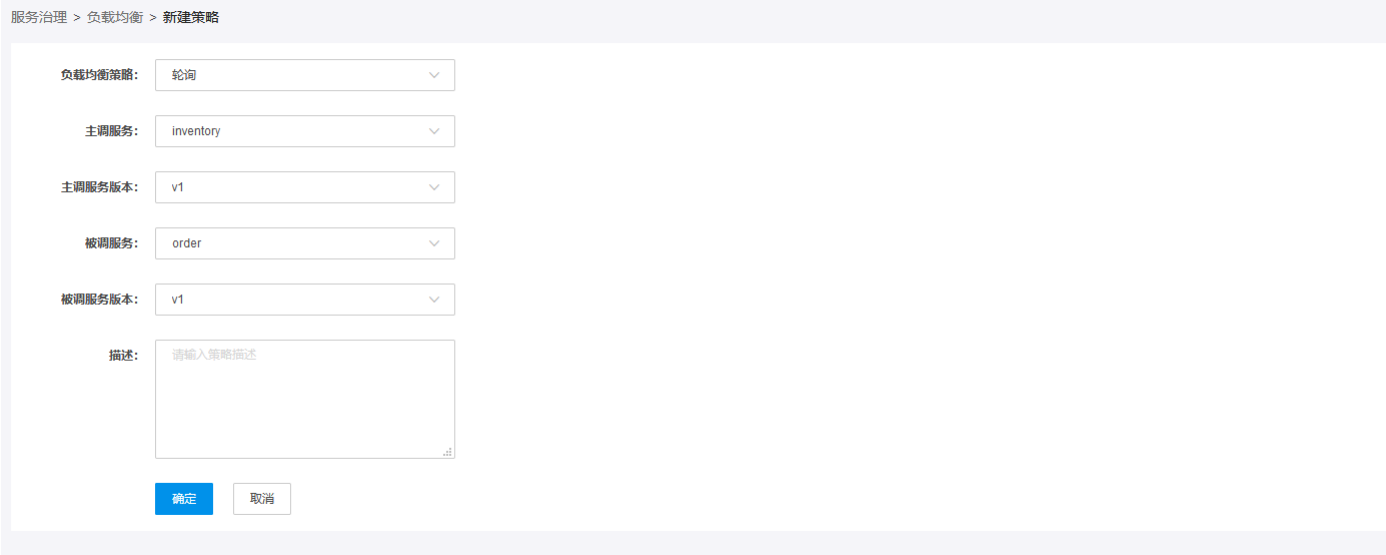 服务治理 > 负载均衡 > 新建策略
负载均衡策略： 轮询
主调服务： inventory
主调服务版本： v1
被调服务： order
被调服务版本： v1
描述： 请输入策略描述
确定 取消